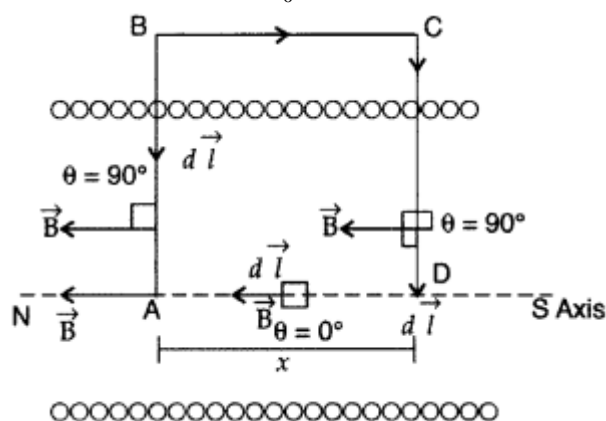 B C
d l⃗
θ = 90°
B⃗ B⃗ θ = 90°
d l⃗ D
N A B⃗ θ = 0° d l⃗ S Axis
B⃗
x